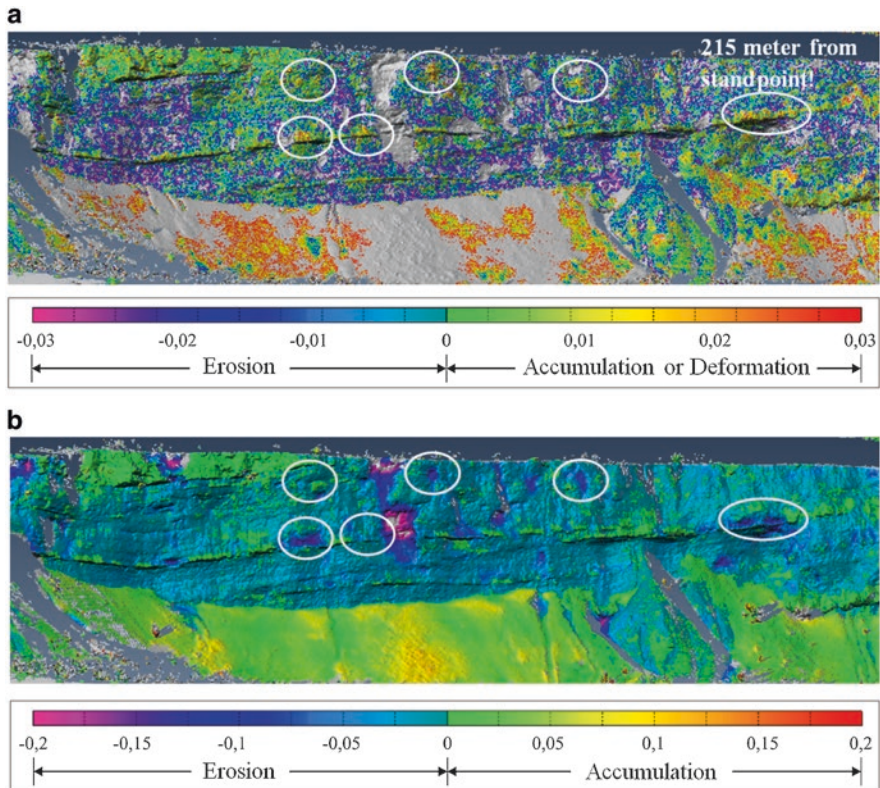 a
215 meter from
standpoint!
-0,03 -0,02 -0,01 0 0,01 0,02 0,03
Erosion Accumulation or Deformation
b
-0,2 -0,15 -0,1 -0,05 0 0,05 0,1 0,15 0,2
Erosion Accumulation